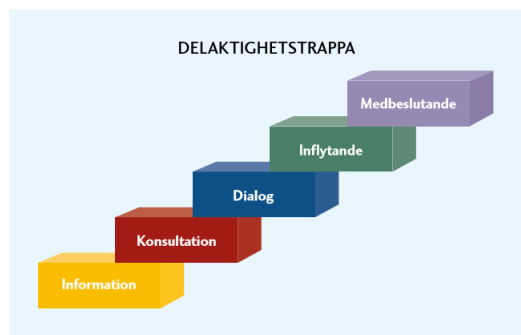 DELAKTIGHETSTRAPPA
Medbeslutande
Inflytande
Dialog
Konsultation
Information